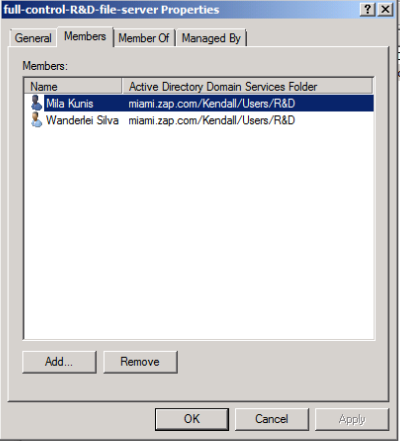 full-control-R&D-file-server Properties
General Members Member Of Managed By
Members:
Name Active Directory Domain Services Folder
Mila Kunis miami.zap.com/Kendall/Users/R&D
Wanderlei Silva miami.zap.com/Kendall/Users/R&D
Add... Remove
OK Cancel Apply